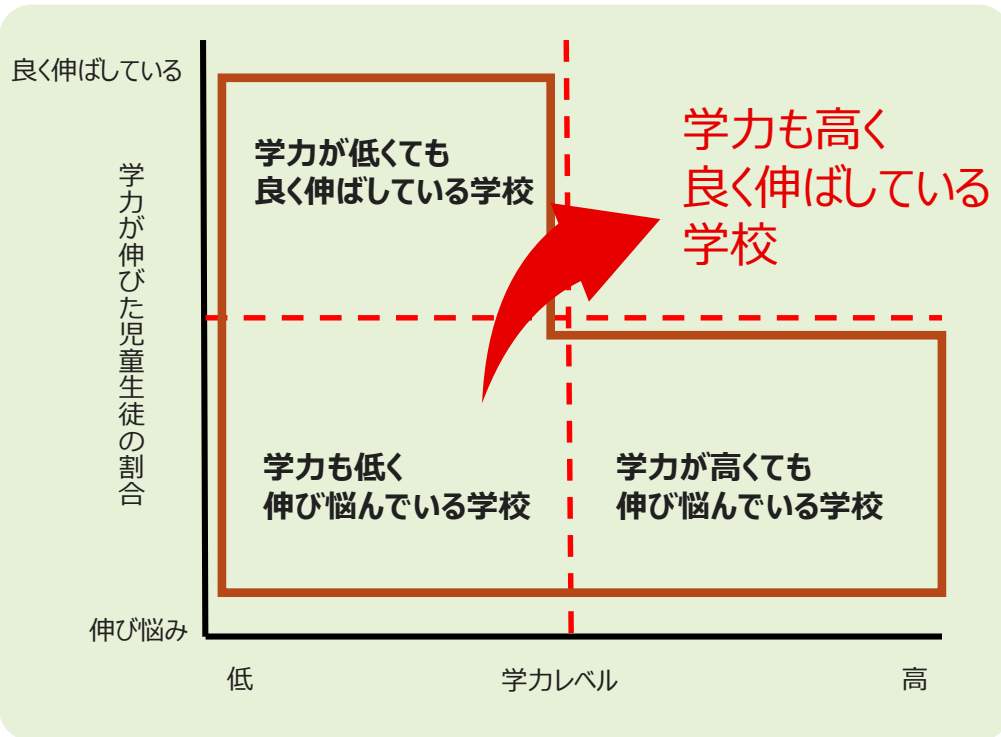 良く伸ばしている
学力が伸びた児童生徒の割合
伸び悩み
学力が低くても
良く伸ばしている学校
学力も高く
良く伸ばしている
学校
学力も低く
伸び悩んでいる学校
学力が高くても
伸び悩んでいる学校
低
学力レベル
高